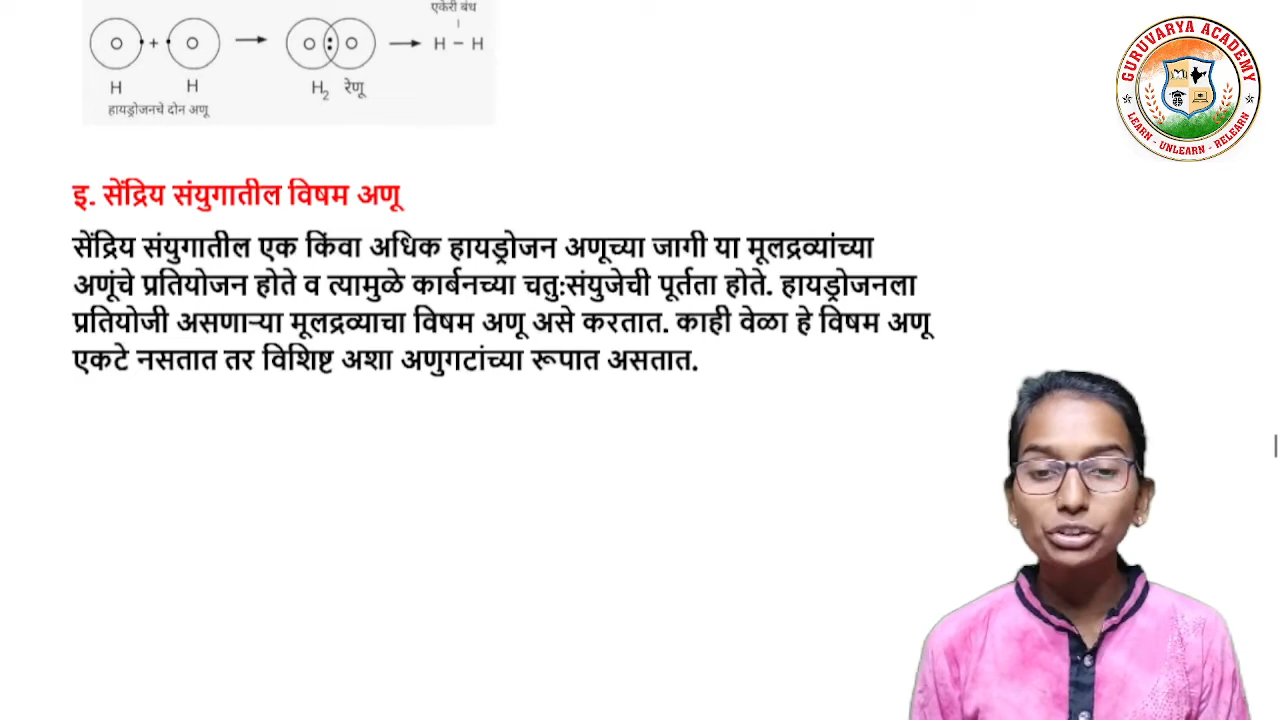 एकेरी बंध
H + H → H₂ रेणू → H – H
H
H
H₂ रेणू
हायड्रोजनचे दोन अणू
GURUVARYA ACADEMY
LEARN - UNLEARN - RELEARN
इ. सेंद्रिय संयुगातील विषम अणू
सेंद्रिय संयुगातील एक किंवा अधिक हायड्रोजन अणूच्या जागी या मूलद्रव्यांच्या
अणूंचे प्रतियोजन होते व त्यामुळे कार्बनच्या चतुःसंयुजेची पूर्तता होते. हायड्रोजनला
प्रतियोजी असणाऱ्या मूलद्रव्याचा विषम अणू असे करतात. काही वेळा हे विषम अणू
एकटे नसतात तर विशिष्ट अशा अणुगटांच्या रूपात असतात.